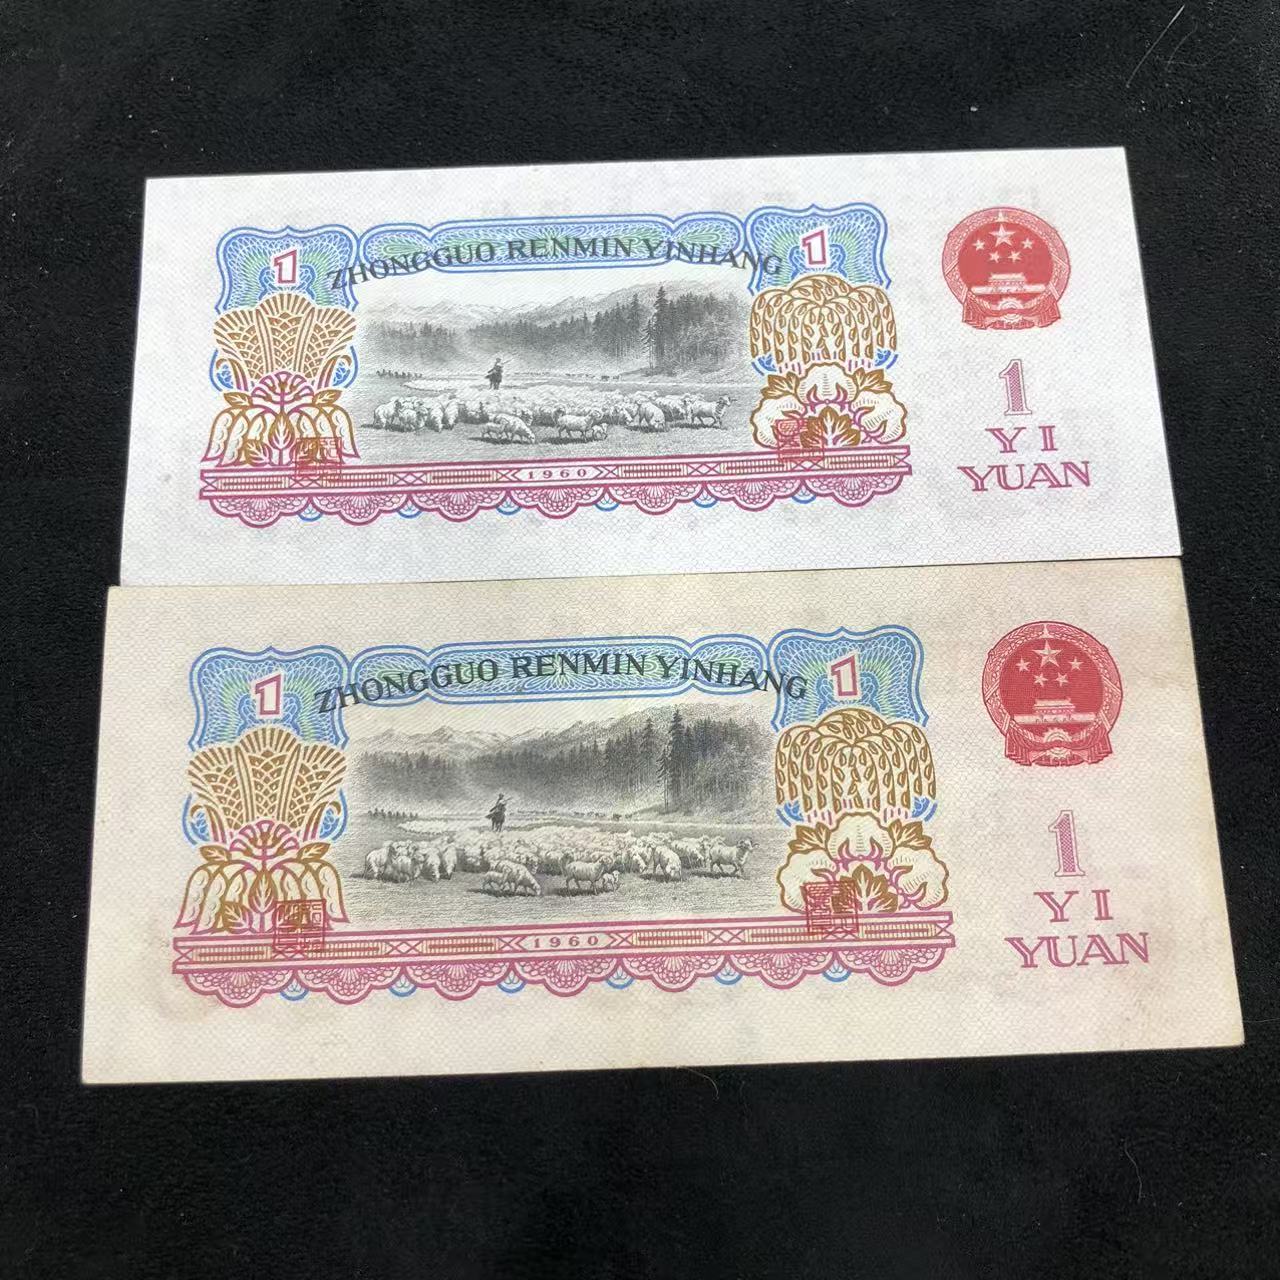 1 1
ZHONGGUO RENMIN YINHANG
1960
1
YI
YUAN
1 1
ZHONGGUO RENMIN YINHANG
1960
1
YI
YUAN